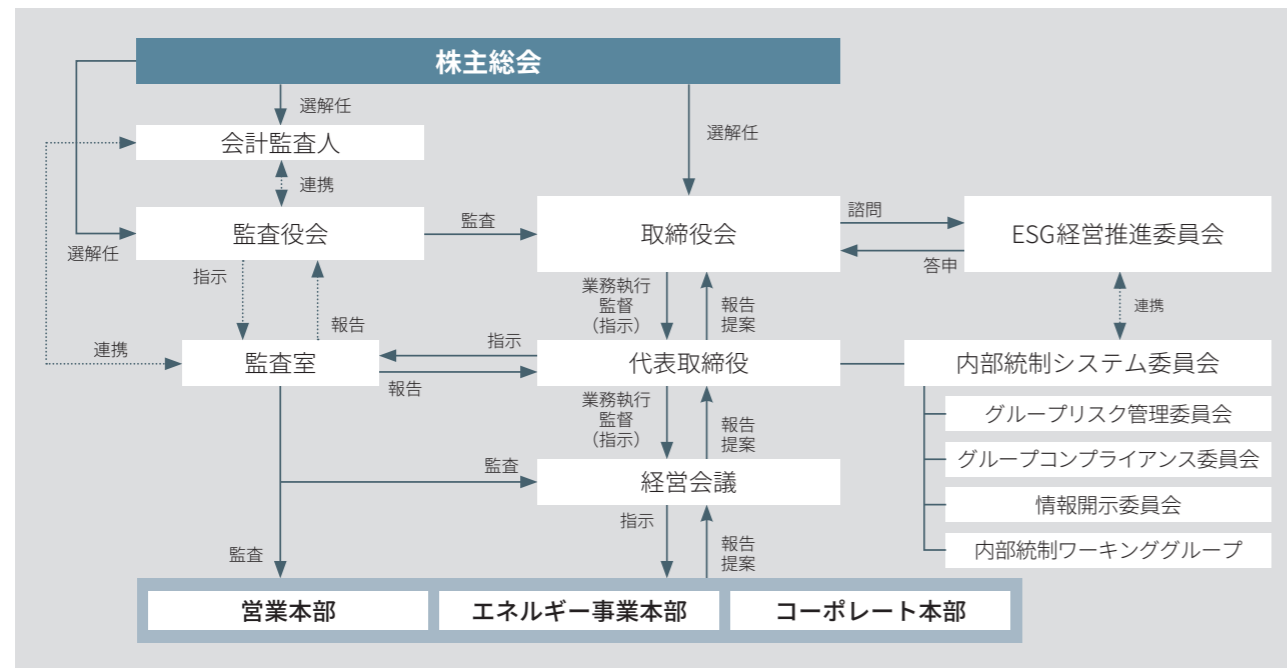 株主総会
選解任
会計監査人
選解任
連携
監査役会
監査
取締役会
諮問
答申
ESG経営推進委員会
選解任
指示
報告
業務執行
監督
（指示）
報告
提案
連携
連携
監査室
指示
報告
代表取締役
内部統制システム委員会
業務執行
監督
（指示）
報告
提案
グループリスク管理委員会
グループコンプライアンス委員会
監査
経営会議
情報開示委員会
指示
報告
提案
内部統制ワーキンググループ
監査
営業本部
エネルギー事業本部
コーポレート本部